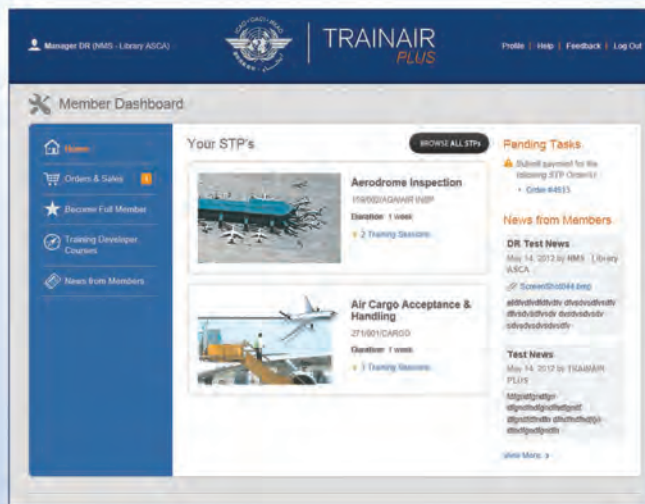 Manager DR (NMS - Library ASCA)
TRAINAIR
PLUS
Profile | Help | Feedback | Log Out
Member Dashboard
Home
Orders & Sales 1
Become Full Member
Training Developer
Courses
News from Members
Your STP's
BROWSE ALL STPs
Aerodrome Inspection
Duration: 1 week
2 Training Sessions
Air Cargo Acceptance &
Handling
271/001/CARGO
Duration: 1 week
Training Sessions
Pending Tasks
Submit payment for the
following STP Order(s):
News from Members
DR Test News
May 14, 2012 by NMS - Library
ASCA
Test News
May 14, 2012 by TRAINAIR
PLUS
View More